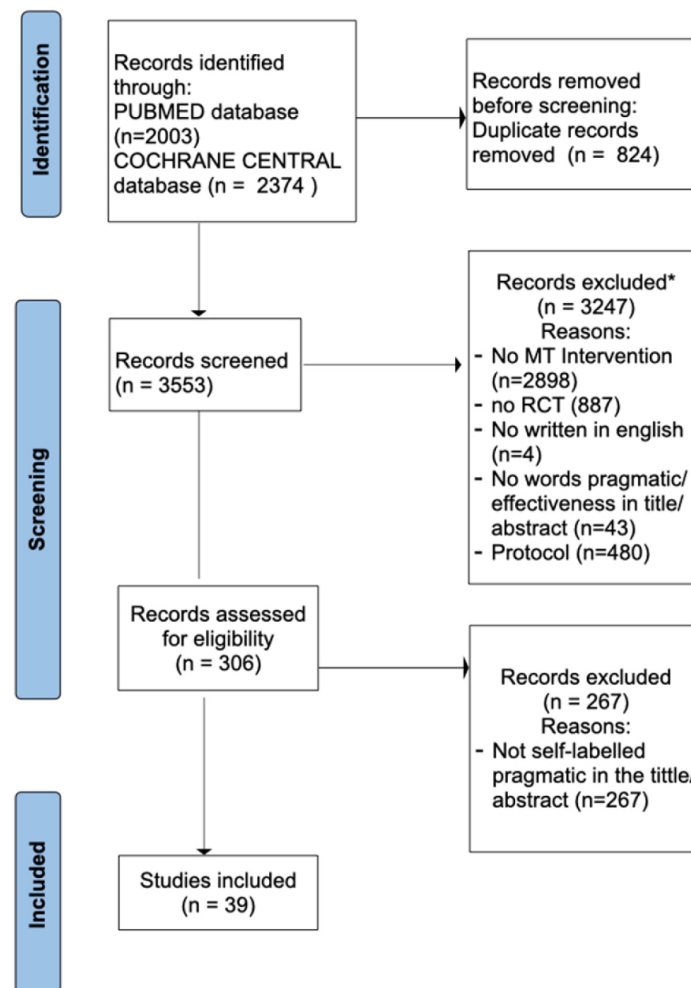 Identification
Records identified
through:
PUBMED database
(n=2003)
COCHRANE CENTRAL
database (n =  2374 )
Records removed
before screening:
Duplicate records
removed  (n =  824)
Screening
Records screened
(n = 3553)
Records excluded*
(n = 3247)
Reasons:
- No MT Intervention
(n=2898)
- no RCT (887)
- No written in english
(n=4)
- No words pragmatic/
effectiveness in title/
abstract (n=43)
- Protocol (n=480)
Records assessed
for eligibility
(n = 306)
Records excluded
(n = 267)
Reasons:
- Not self-labelled
pragmatic in the tittle/
abstract (n=267)
Included
Studies included
(n = 39)